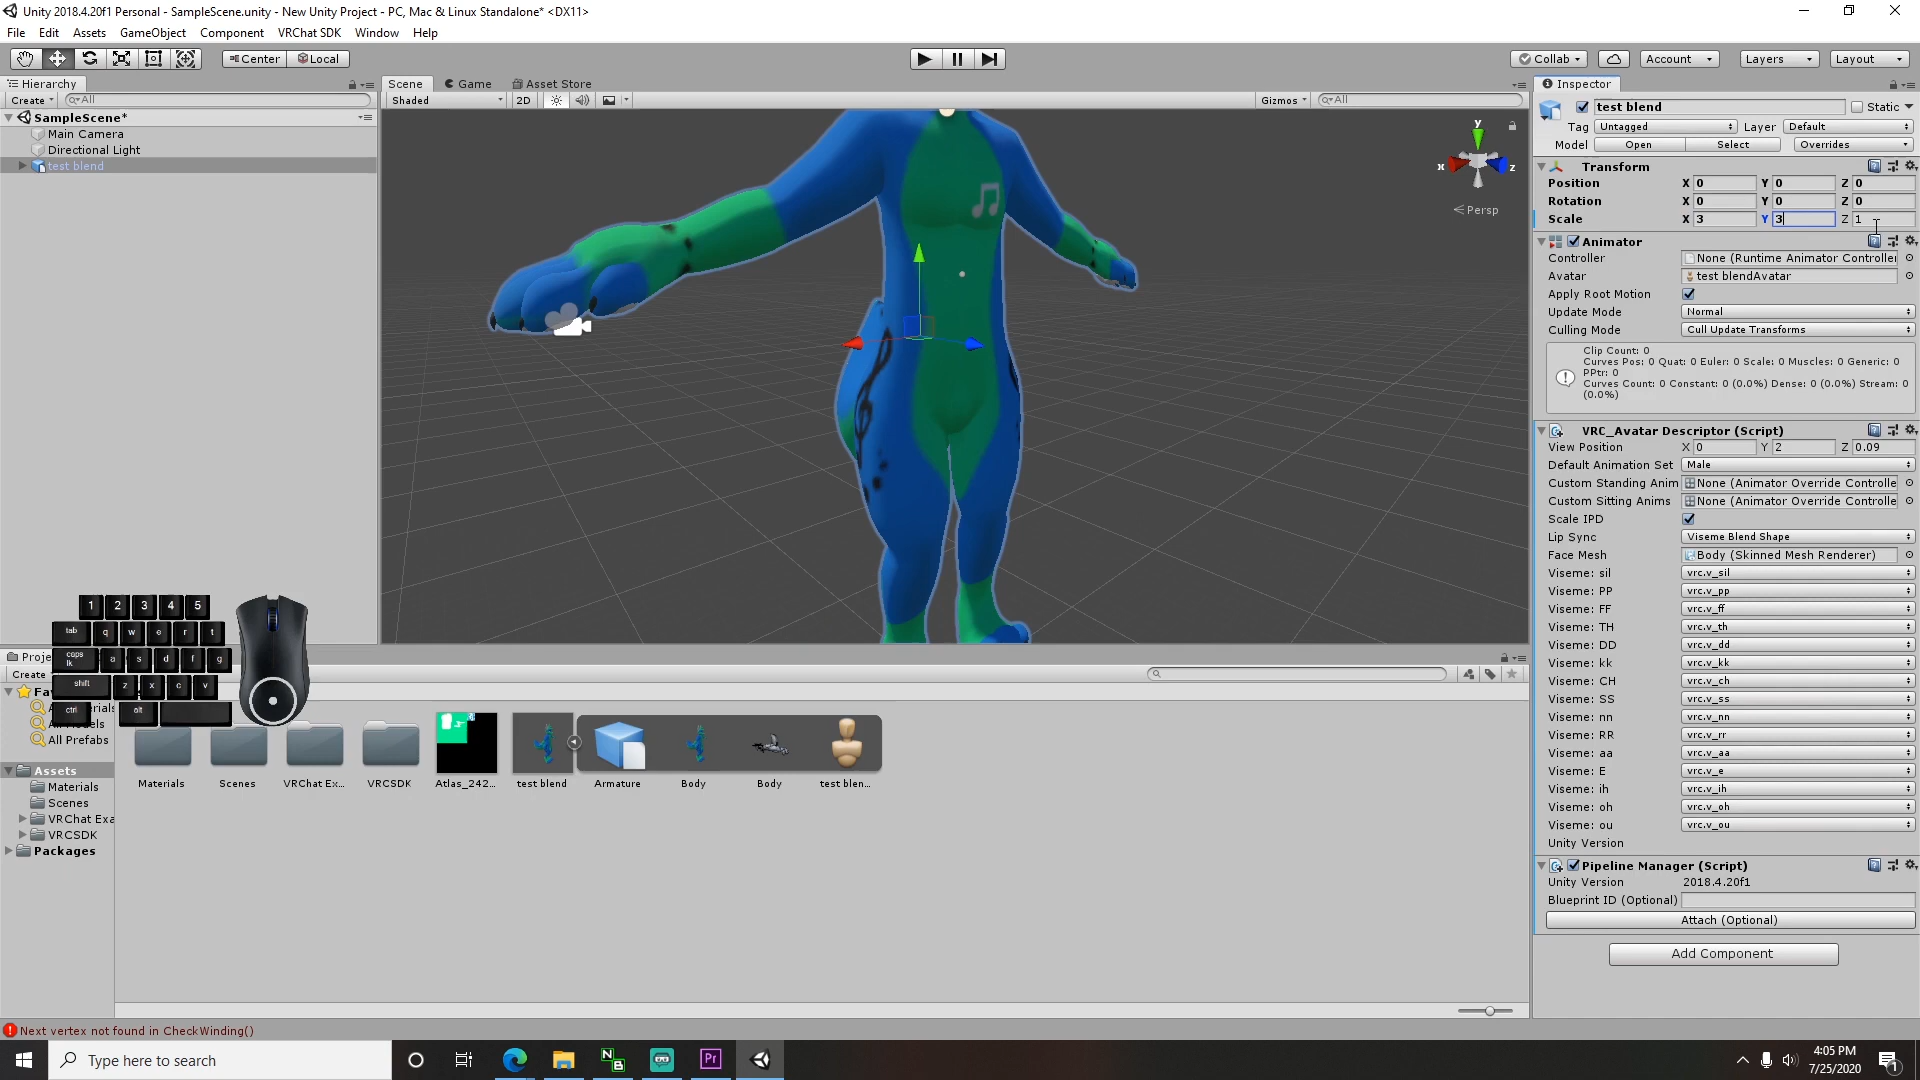 Unity 2018.4.20f1 Personal - SampleScene.unity - New Unity Project - PC, Mac & Linux Standalone* <DX11>
File Edit Assets GameObject Component VRChat SDK Window Help
Center Local Collab Account Layers Layout
Hierarchy
Create All
SampleScene*
Main Camera
Directional Light
test blend
Scene Game Asset Store
Shaded 2D Gizmos All
y
x z
Persp
Inspector
test blend Static
Tag Untagged Layer Default
Model Open Select Overrides
Transform
Position X 0 Y 0 Z 0
Rotation X 0 Y 0 Z 0
Scale X 3 Y 3 Z 1
Animator
Controller None (Runtime Animator Controller
Avatar test blendAvatar
Apply Root Motion
Update Mode Normal
Culling Mode Cull Update Transforms
Clip Count: 0
Curves Pos: 0 Quat: 0 Euler: 0 Scale: 0 Muscles: 0 Generic: 0
PPtr: 0
Curves Count: 0 Constant: 0 (0.0%) Dense: 0 (0.0%) Stream: 0
(0.0%)
VRC_Avatar Descriptor (Script)
View Position X 0 Y 2 Z 0.09
Default Animation Set Male
Custom Standing Anim None (Animator Override Controlle
Custom Sitting Anims None (Animator Override Controlle
Scale IPD
Lip Sync Viseme Blend Shape
Face Mesh Body (Skinned Mesh Renderer)
Viseme: sil vrc.v_sil
Viseme: PP vrc.v_pp
Viseme: FF vrc.v_ff
Viseme: TH vrc.v_th
Viseme: DD vrc.v_dd
Viseme: kk vrc.v_kk
Viseme: CH vrc.v_ch
Viseme: SS vrc.v_ss
Viseme: nn vrc.v_nn
Viseme: RR vrc.v_rr
Viseme: aa vrc.v_aa
Viseme: E vrc.v_e
Viseme: ih vrc.v_ih
Viseme: oh vrc.v_oh
Viseme: ou vrc.v_ou
Unity Version
Pipeline Manager (Script)
Unity Version 2018.4.20f1
Blueprint ID (Optional)
Attach (Optional)
Add Component
1 2 3 4 5
tab q w e r t
caps lk a s d f g
shift z x c v
ctrl alt
Proje
Create
Fav
All Prefabs
Assets
Materials
Scenes
VRChat Exa
VRCSDK
Packages
Materials Scenes VRChat Ex... VRCSDK Atlas_242... test blend Armature Body Body test blen...
Next vertex not found in CheckWinding()
Type here to search
N B
Pr
4:05 PM
7/25/2020
1